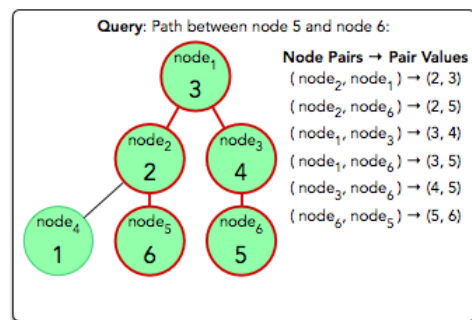 Query: Path between node 5 and node 6:
Node Pairs → Pair Values
(node₂, node₁) → (2, 3)
(node₂, node₆) → (2, 5)
(node₁, node₃) → (3, 4)
(node₁, node₆) → (3, 5)
(node₃, node₆) → (4, 5)
(node₆, node₅) → (5, 6)
node₁
3
node₂
2
node₃
4
node₄
1
node₅
6
node₆
5